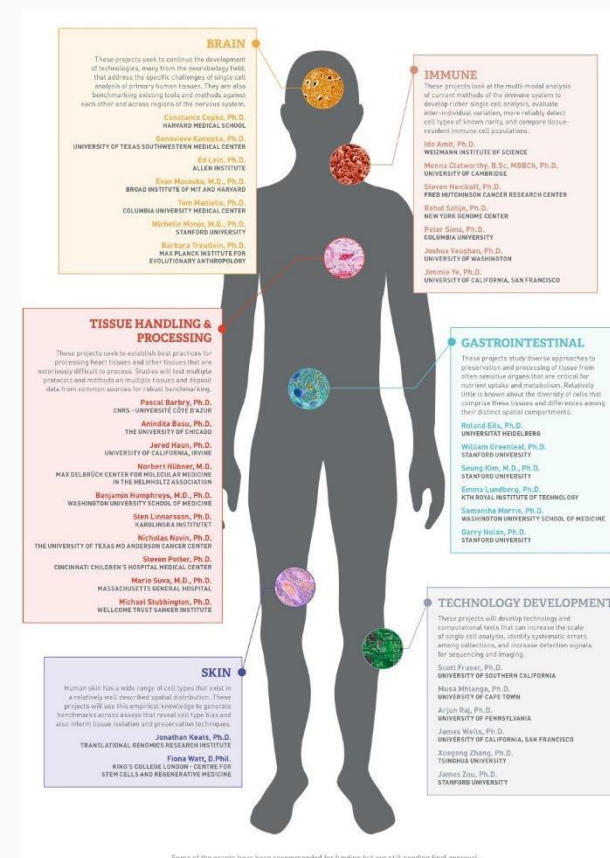 BRAIN
These projects seek to continue the development
of technologies, many from the neurobiology field,
that address the specific challenges of single cell
analysis of primary human tissues. They are also
benchmarking existing tools and methods against
each other and across regions of the nervous system.
Constance Cepko, Ph.D.
HARVARD MEDICAL SCHOOL
Genevieve Konopka, Ph.D.
UNIVERSITY OF TEXAS SOUTHWESTERN MEDICAL CENTER
Ed Lein, Ph.D.
ALLEN INSTITUTE
Evan Macosko, M.D., Ph.D.
BROAD INSTITUTE OF MIT AND HARVARD
Tom Maniatis, Ph.D.
COLUMBIA UNIVERSITY MEDICAL CENTER
Michelle Monje, M.D., Ph.D.
STANFORD UNIVERSITY
Barbara Treutlein, Ph.D.
MAX PLANCK INSTITUTE FOR
EVOLUTIONARY ANTHROPOLOGY
IMMUNE
These projects look at the multi-modal analysis
of current methods of the immune system to
develop richer single cell analysis, evaluate
inter-individual variation, more reliably detect
cell types of known rarity, and compare tissue-
resident immune cell populations.
Ido Amit, Ph.D.
WEIZMANN INSTITUTE OF SCIENCE
Menna Clatworthy, B.Sc, MBBCh, Ph.D.
UNIVERSITY OF CAMBRIDGE
Steven Henikoff, Ph.D.
FRED HUTCHINSON CANCER RESEARCH CENTER
Rahul Satija, Ph.D.
NEW YORK GENOME CENTER
Peter Sims, Ph.D.
COLUMBIA UNIVERSITY
Joshua Vaughan, Ph.D.
UNIVERSITY OF WASHINGTON
Jimmie Ye, Ph.D.
UNIVERSITY OF CALIFORNIA, SAN FRANCISCO
TISSUE HANDLING &
PROCESSING
These projects seek to establish best practices for
processing heart tissues and other tissues that are
notoriously difficult to process. Studies will test multiple
protocols and methods on multiple tissues and deposit
data from common sources for robust benchmarking.
Pascal Barbry, Ph.D.
CNRS - UNIVERSITÉ CÔTE D'AZUR
Anindita Basu, Ph.D.
THE UNIVERSITY OF CHICAGO
Jered Haun, Ph.D.
UNIVERSITY OF CALIFORNIA, IRVINE
Norbert Hübner, M.D.
MAX DELBRÜCK CENTER FOR MOLECULAR MEDICINE
IN THE HELMHOLTZ ASSOCIATION
Benjamin Humphreys, M.D., Ph.D.
WASHINGTON UNIVERSITY SCHOOL OF MEDICINE
Sten Linnarsson, Ph.D.
KAROLINSKA INSTITUTET
Nicholas Navin, Ph.D.
THE UNIVERSITY OF TEXAS MD ANDERSON CANCER CENTER
Steven Potter, Ph.D.
CINCINNATI CHILDREN'S HOSPITAL MEDICAL CENTER
Mario Suva, M.D., Ph.D.
MASSACHUSETTS GENERAL HOSPITAL
Michael Stubbington, Ph.D.
WELLCOME TRUST SANGER INSTITUTE
GASTROINTESTINAL
These projects study diverse approaches to
preservation and processing of tissue from
often sensitive organs that are critical for
nutrient uptake and metabolism. Relatively
little is known about the diversity of cells that
comprise these tissues and differences among
their distinct spatial compartments.
Roland Eils, Ph.D.
UNIVERSITÄT HEIDELBERG
William Greenleaf, Ph.D.
STANFORD UNIVERSITY
Seung Kim, M.D., Ph.D.
STANFORD UNIVERSITY
Emma Lundberg, Ph.D.
KTH ROYAL INSTITUTE OF TECHNOLOGY
Samantha Morris, Ph.D.
WASHINGTON UNIVERSITY SCHOOL OF MEDICINE
Garry Nolan, Ph.D.
STANFORD UNIVERSITY
SKIN
Human skin has a wide range of cell types that exist in
a relatively well described spatial distribution. These
projects will use this empirical knowledge to generate
benchmarks across assays that reveal cell type bias and
also inform tissue isolation and preservation techniques.
Jonathan Keats, Ph.D.
TRANSLATIONAL GENOMICS RESEARCH INSTITUTE
Fiona Watt, D.Phil.
KING'S COLLEGE LONDON - CENTRE FOR
STEM CELLS AND REGENERATIVE MEDICINE
TECHNOLOGY DEVELOPMENT
These projects will develop technology and
computational tools that can increase the scale
of single cell analysis, identify systematic errors
among collections, and increase detection signals
for sequencing and imaging.
Scott Fraser, Ph.D.
UNIVERSITY OF SOUTHERN CALIFORNIA
Musa Mhlanga, Ph.D.
UNIVERSITY OF CAPE TOWN
Arjun Raj, Ph.D.
UNIVERSITY OF PENNSYLVANIA
James Wells, Ph.D.
UNIVERSITY OF CALIFORNIA, SAN FRANCISCO
Xuegong Zhang, Ph.D.
TSINGHUA UNIVERSITY
James Zou, Ph.D.
STANFORD UNIVERSITY
Some of the grants have been recommended for funding but are still pending final approval.